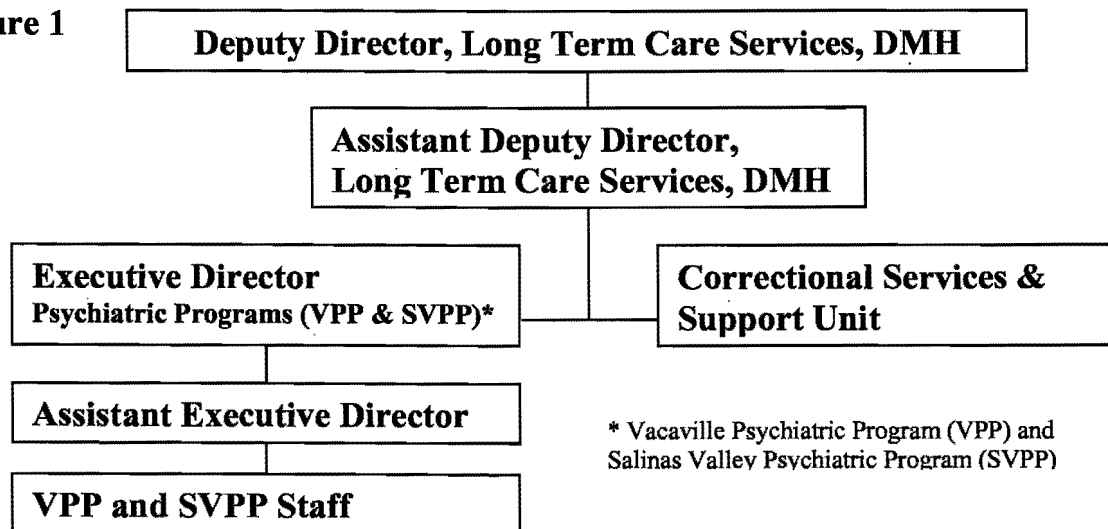 ure 1
Deputy Director, Long Term Care Services, DMH
Assistant Deputy Director,
Long Term Care Services, DMH
Executive Director
Psychiatric Programs (VPP & SVPP)*
Correctional Services &
Support Unit
Assistant Executive Director
* Vacaville Psychiatric Program (VPP) and
Salinas Valley Psychiatric Program (SVPP)
VPP and SVPP Staff